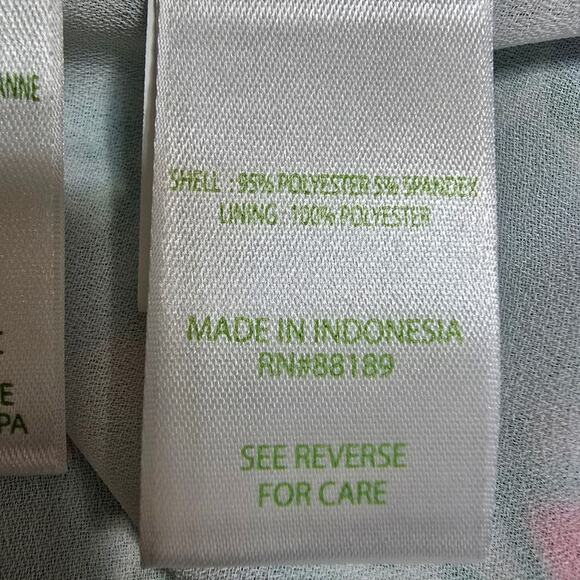 SHELL : 95% POLYESTER 5% SPANDEX
LINING : 100% POLYESTER
MADE IN INDONESIA
RN#88189
SEE REVERSE
FOR CARE